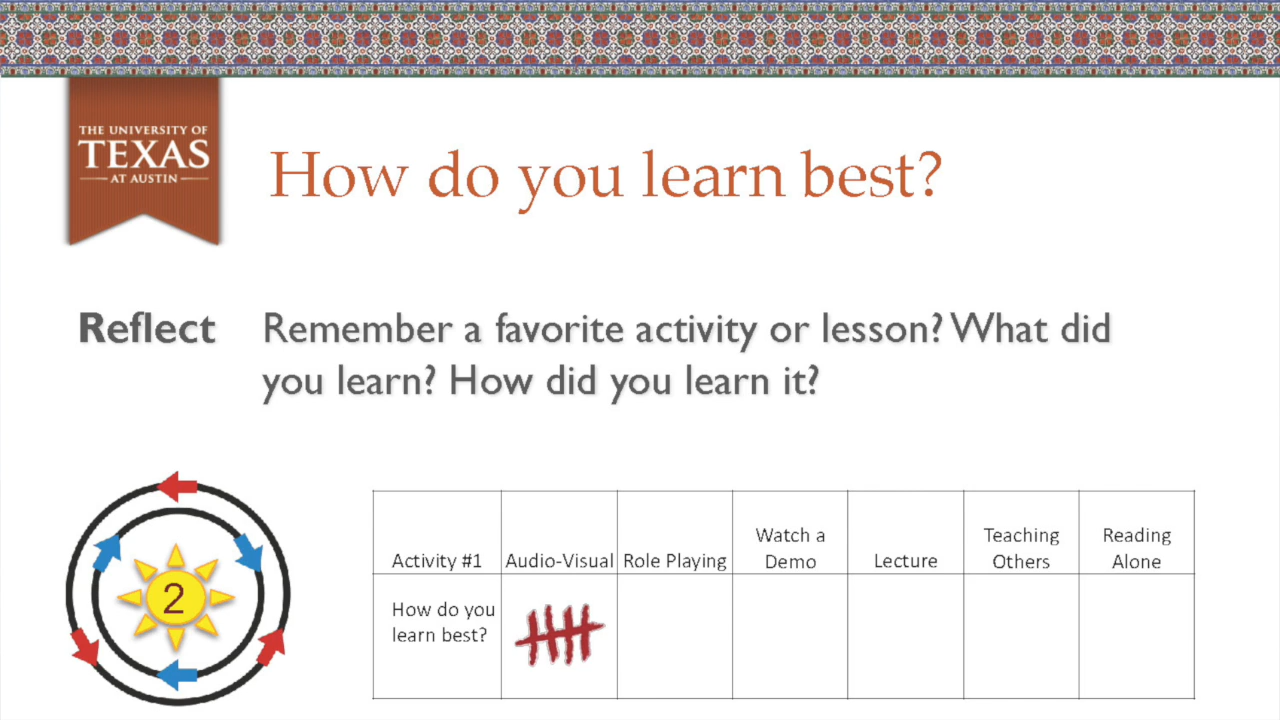 THE UNIVERSITY OF
TEXAS
AT AUSTIN
How do you learn best?
Reflect Remember a favorite activity or lesson? What did
you learn? How did you learn it?
2
Activity #1
Audio-Visual
Role Playing
Watch a
Demo
Lecture
Teaching
Others
Reading
Alone
How do you
learn best?